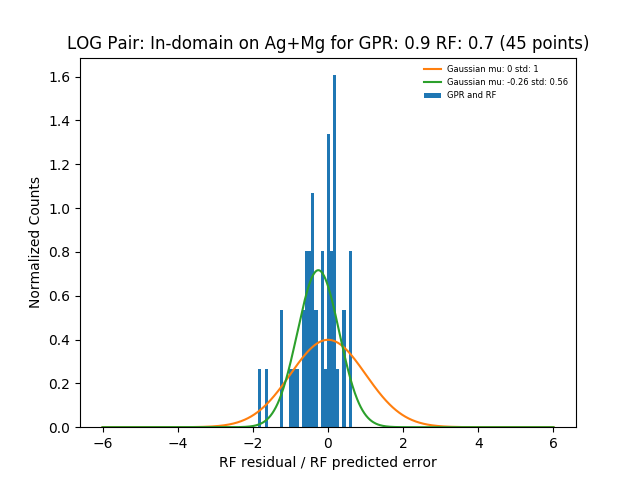 LOG Pair: In-domain on Ag+Mg for GPR: 0.9 RF: 0.7 (45 points)
Gaussian mu: 0 std: 1
Gaussian mu: -0.26 std: 0.56
GPR and RF
Normalized Counts
1.6
1.4
1.2
1.0
0.8
0.6
0.4
0.2
0.0
−6 −4 −2 0 2 4 6
RF residual / RF predicted error